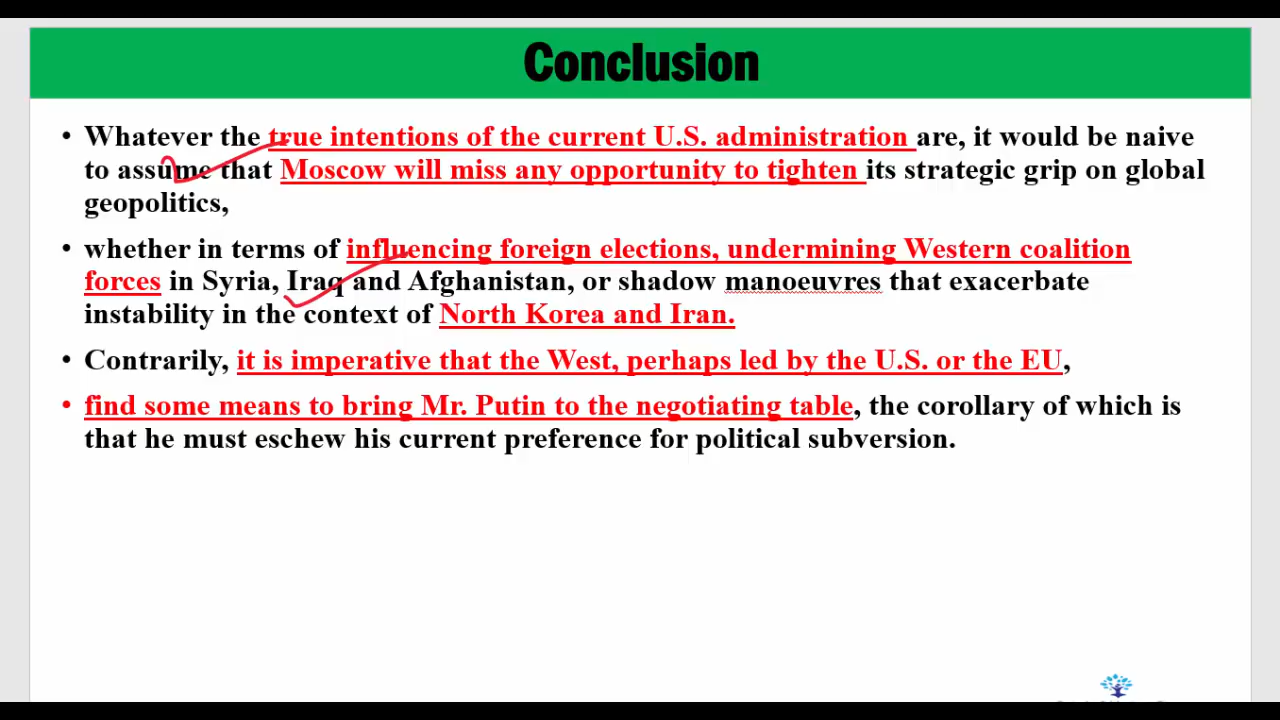 Conclusion
• Whatever the true intentions of the current U.S. administration are, it would be naive
to assume that Moscow will miss any opportunity to tighten its strategic grip on global
geopolitics,
• whether in terms of influencing foreign elections, undermining Western coalition
forces in Syria, Iraq and Afghanistan, or shadow manoeuvres that exacerbate
instability in the context of North Korea and Iran.
• Contrarily, it is imperative that the West, perhaps led by the U.S. or the EU,
• find some means to bring Mr. Putin to the negotiating table, the corollary of which is
that he must eschew his current preference for political subversion.